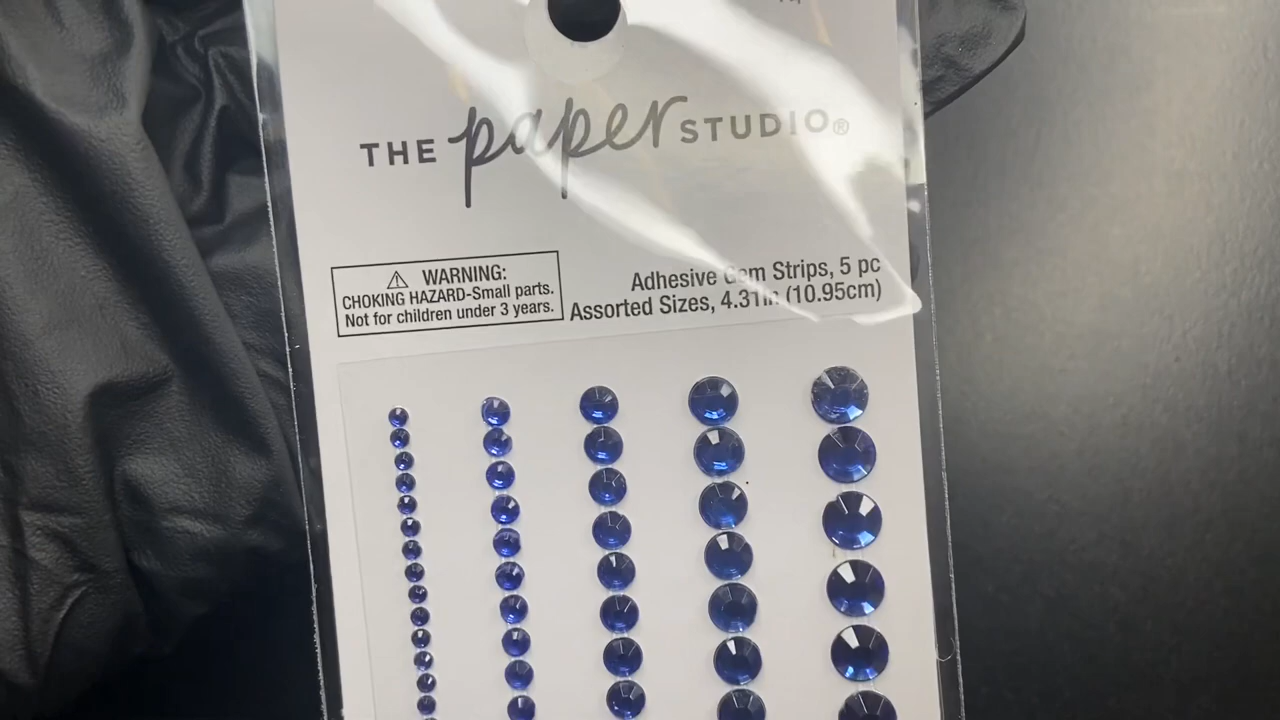 THE paper STUDIO®
⚠ WARNING:
CHOKING HAZARD-Small parts.
Not for children under 3 years.
Adhesive Gem Strips, 5 pc
Assorted Sizes, 4.31in (10.95cm)